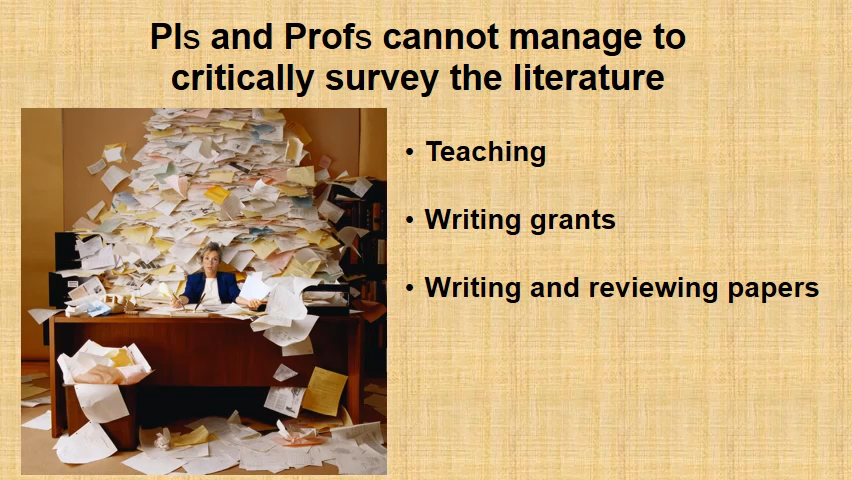 PIs and Profs cannot manage to
critically survey the literature
• Teaching
• Writing grants
• Writing and reviewing papers